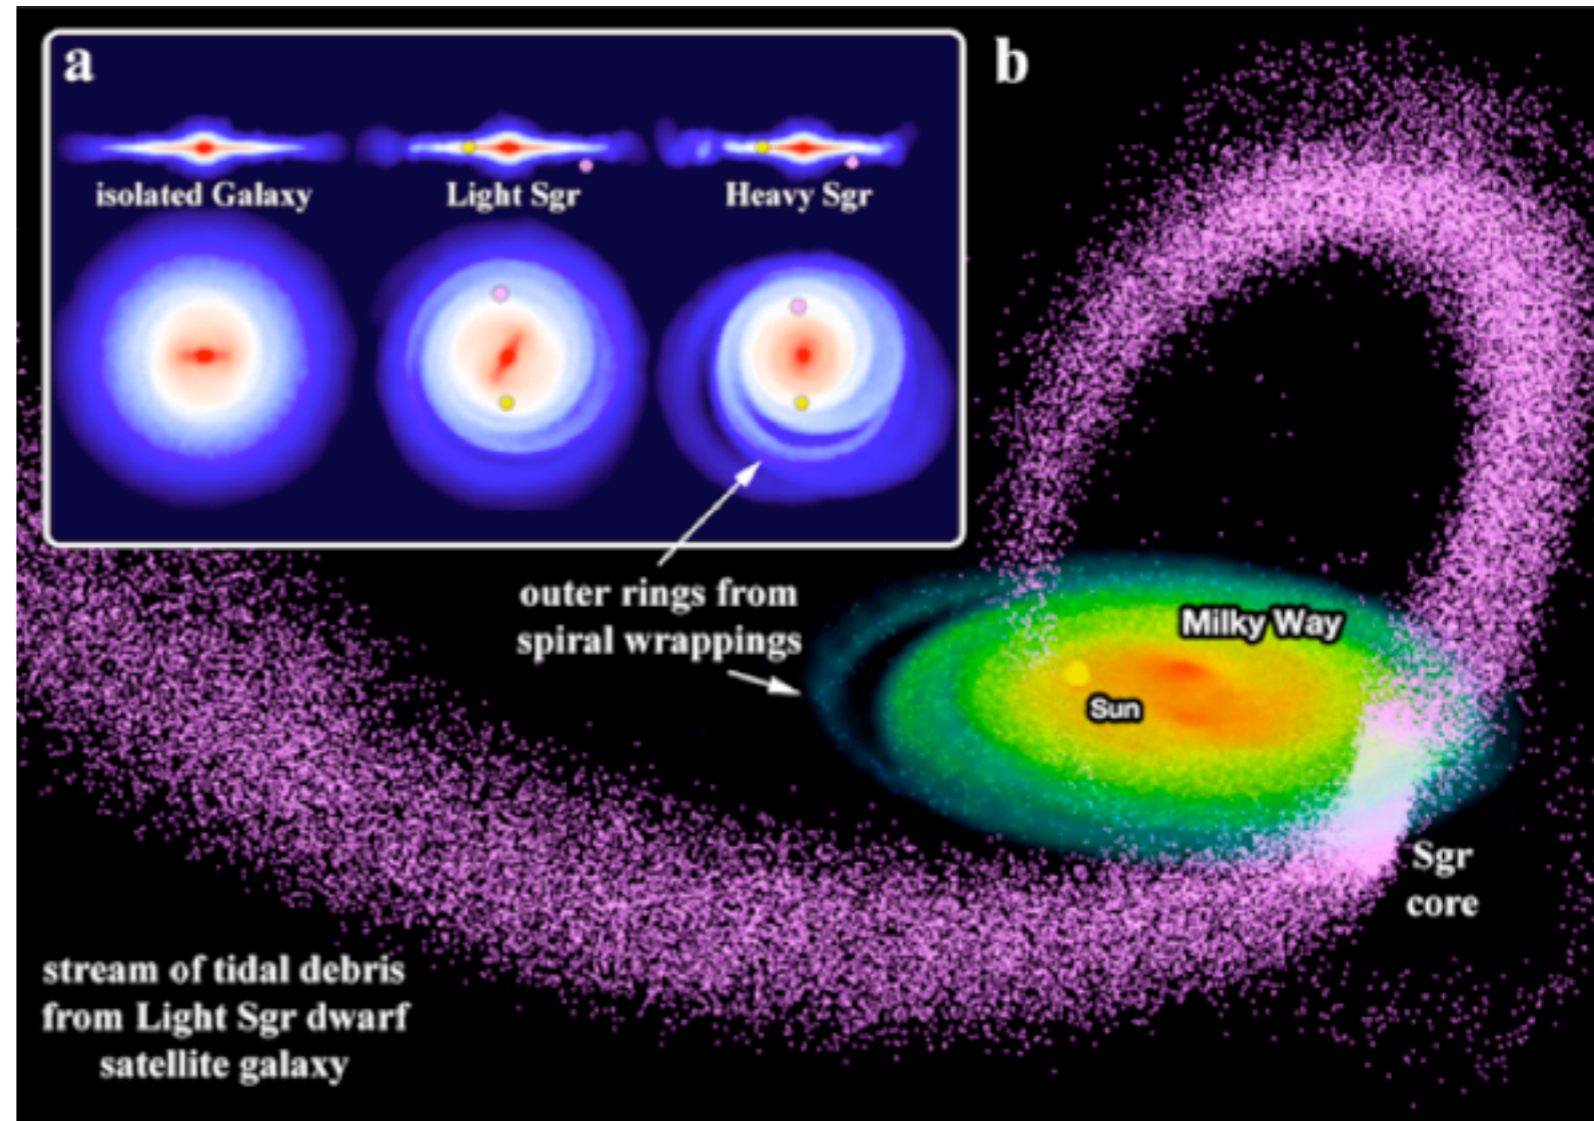 a
b
isolated Galaxy
Light Sgr
Heavy Sgr
outer rings from
spiral wrappings
Milky Way
Sun
Sgr
core
stream of tidal debris
from Light Sgr dwarf
satellite galaxy